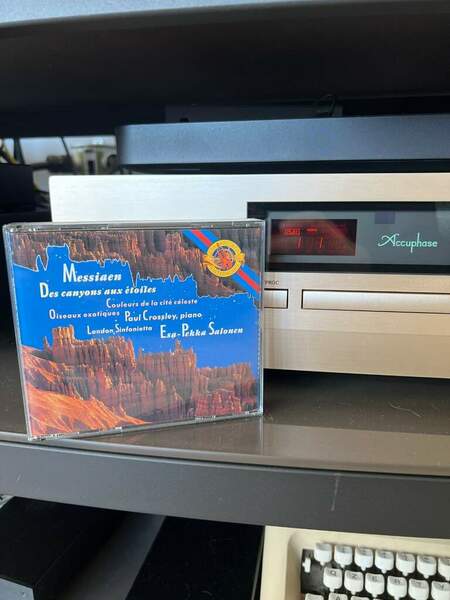 Messiaen
Des canyons aux étoiles
Couleurs de la cité céleste
Oiseaux exotiques Paul Crossley, piano
London Sinfonietta Esa-Pekka Salonen
Accuphase
PROC